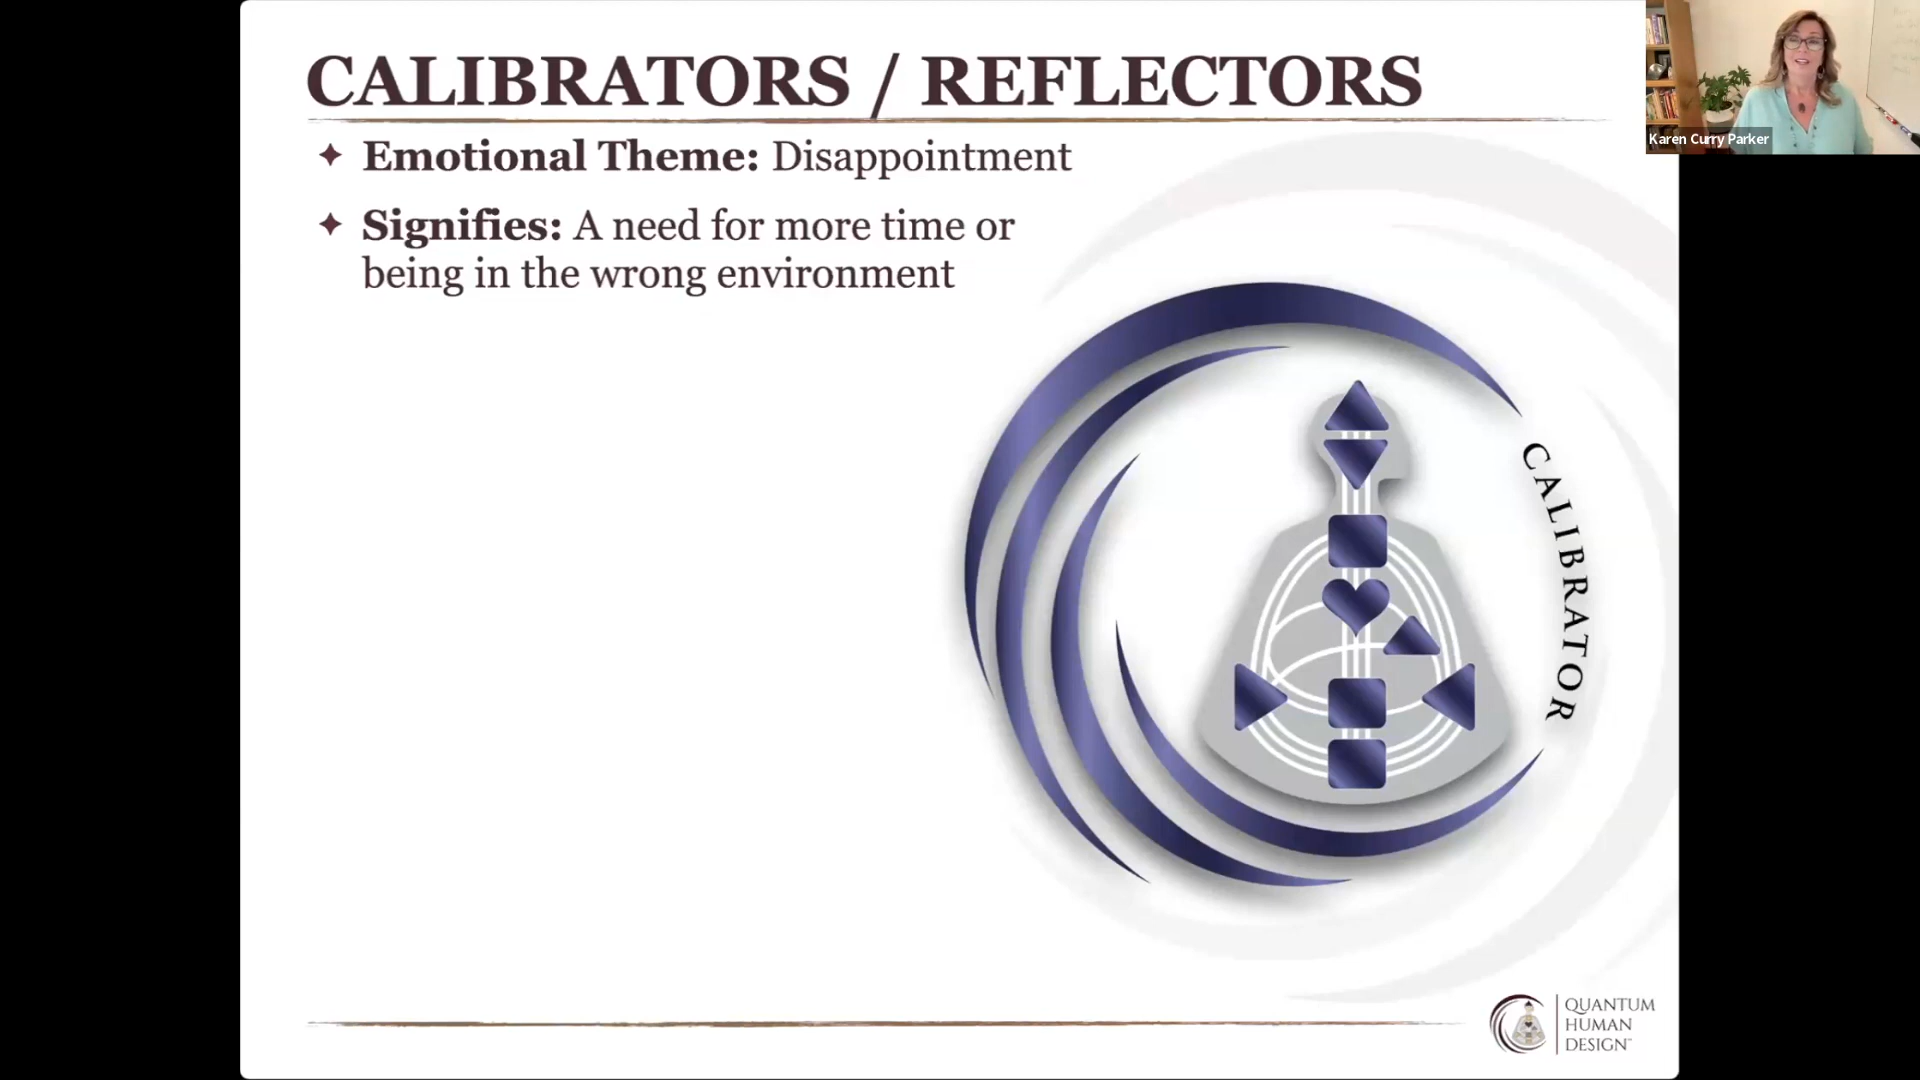 CALIBRATORS / REFLECTORS
Karen Curry Parker
✦ Emotional Theme: Disappointment
✦ Signifies: A need for more time or
being in the wrong environment
CALIBRATOR
QUANTUM
HUMAN
DESIGN™